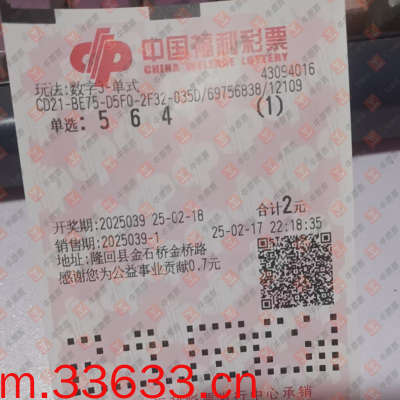 中国福利彩票
CHINA WELFARE LOTTERY
43094016
玩法:数字3-单式
CD21-BE75-D5F0-2F32-035D/69756838/12109
单选: 5 6 4 (1)
开奖期:2025039 25-02-18 合计2元
销售期:2025039-1 25-02-17 22:18:35
地址:隆回县金石桥金桥路
感谢您为公益事业贡献0.7元
m.33633.cn
中心承销